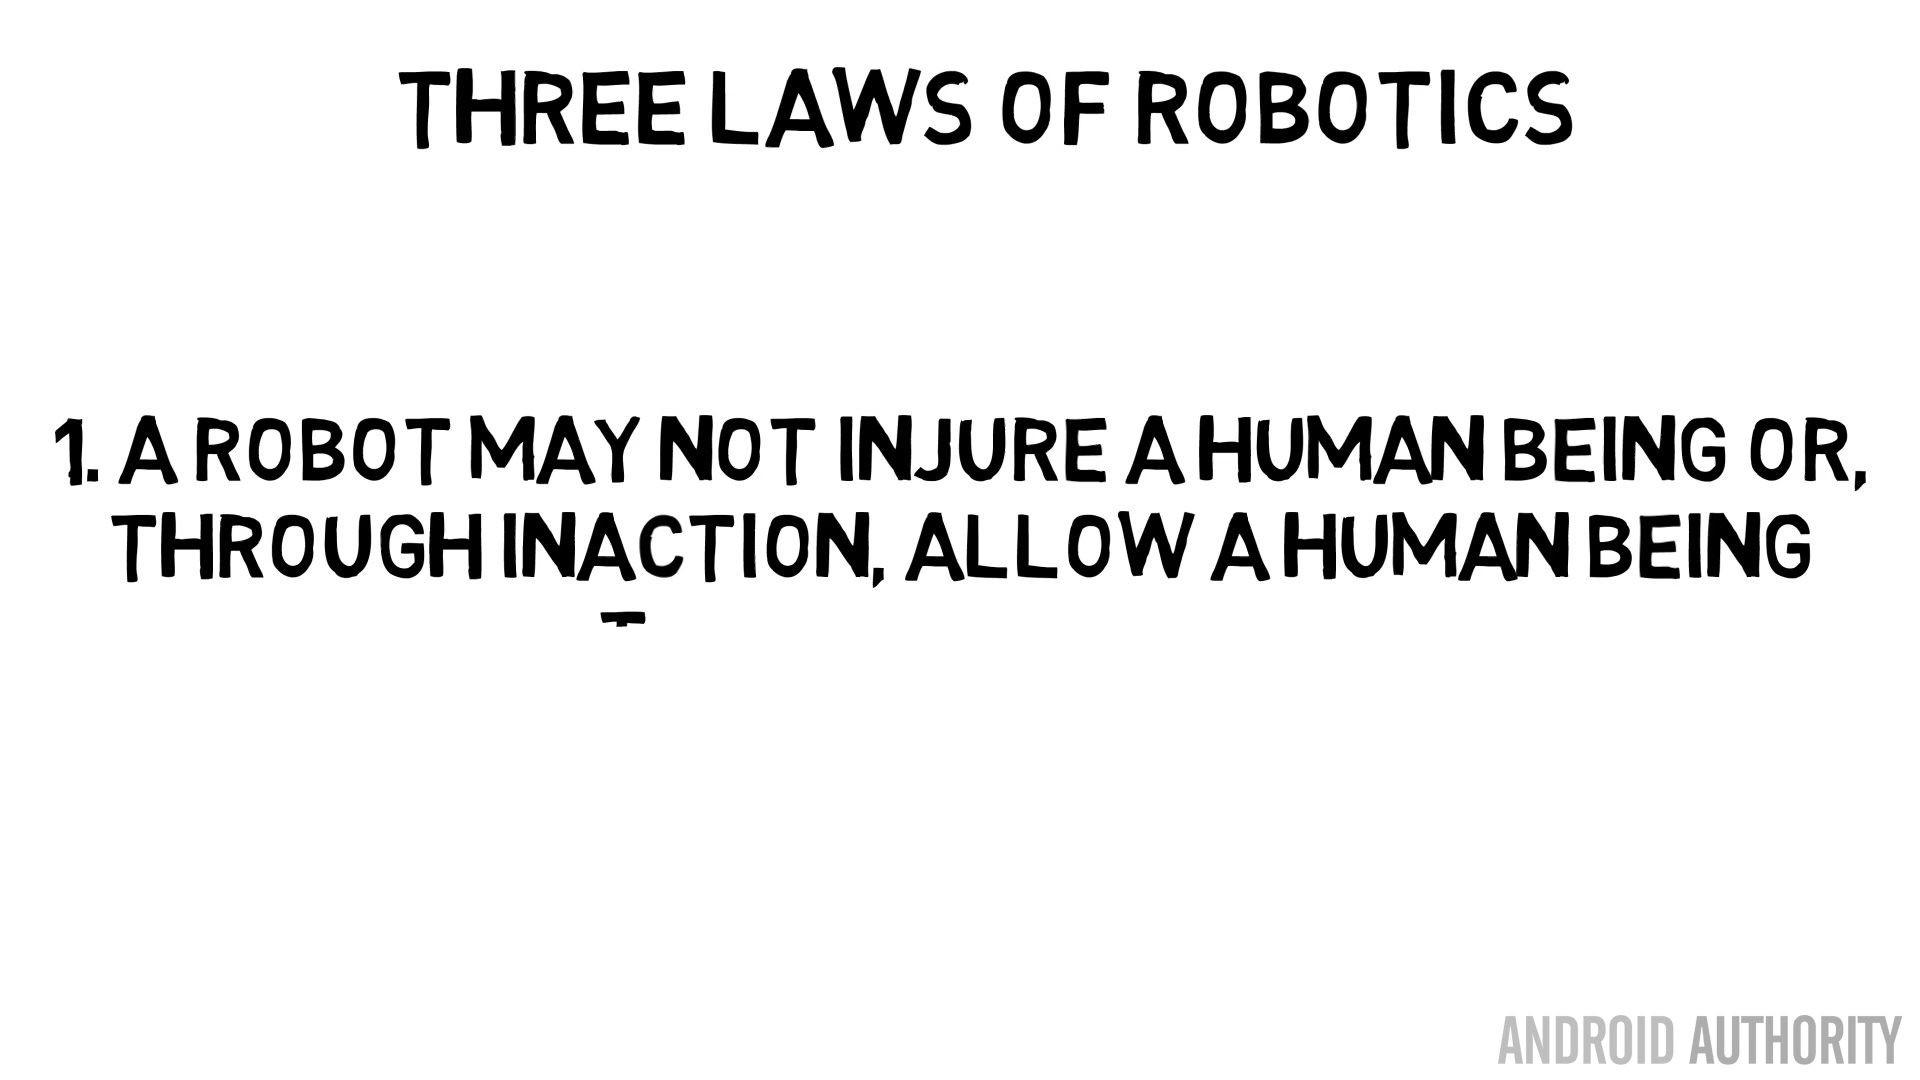 THREE LAWS OF ROBOTICS
1. A ROBOT MAY NOT INJURE A HUMAN BEING OR,
THROUGH INACTION, ALLOW A HUMAN BEING
ANDROID AUTHORITY